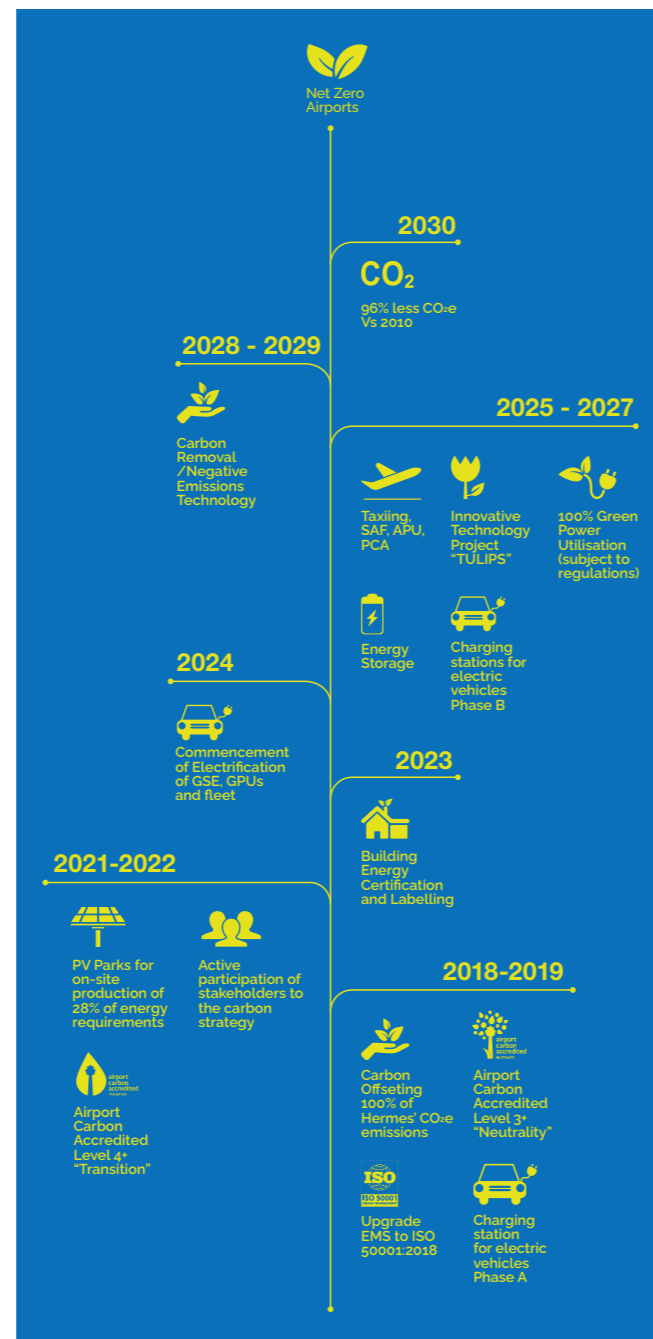 Net Zero
Airports
2030
CO₂
96% less CO₂e
Vs 2010
2028 - 2029
Carbon
Removal
/Negative
Emissions
Technology
2025 - 2027
Taxiing,
SAF, APU,
PCA
Innovative
Technology
Project
“TULIPS”
100% Green
Power
Utilisation
(subject to
regulations)
Energy
Storage
Charging
stations for
electric
vehicles
Phase B
2024
Commencement
of Electrification
of GSE, GPUs
and fleet
2023
Building
Energy
Certification
and Labelling
2021-2022
PV Parks for
on-site
production of
28% of energy
requirements
Active
participation of
stakeholders to
the carbon
strategy
airport
carbon
accredited
Airport
Carbon
Accredited
Level 4+
“Transition”
2018-2019
Carbon
Offseting
100% of
Hermes’ CO₂e
emissions
airport
carbon
accredited
Airport
Carbon
Accredited
Level 3+
“Neutrality”
ISO
ISO 50001
Upgrade
EMS to ISO
50001:2018
Charging
station
for electric
vehicles
Phase A